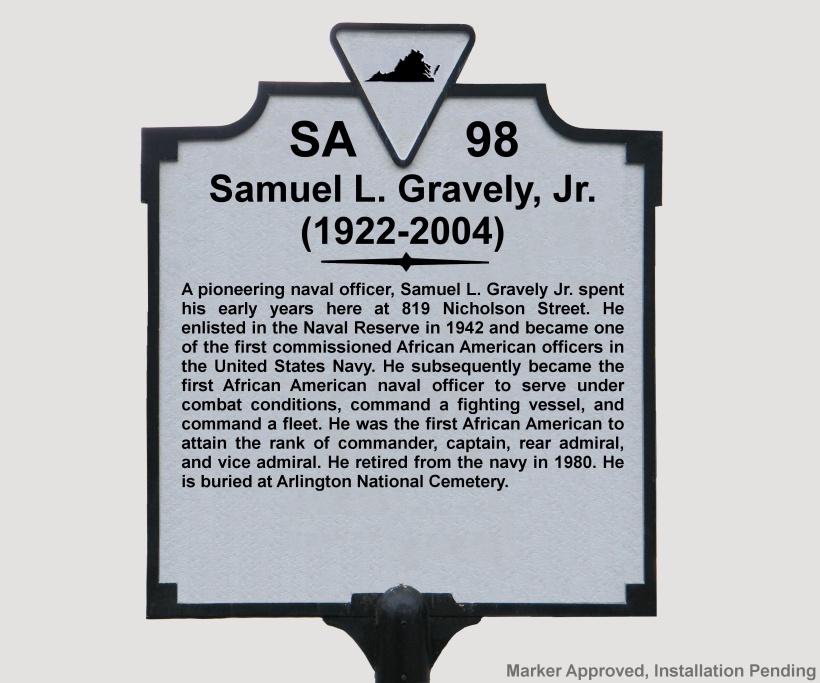 SA 98
Samuel L. Gravely, Jr.
(1922-2004)
A pioneering naval officer, Samuel L. Gravely Jr. spent
his early years here at 819 Nicholson Street. He
enlisted in the Naval Reserve in 1942 and became one
of the first commissioned African American officers in
the United States Navy. He subsequently became the
first African American naval officer to serve under
combat conditions, command a fighting vessel, and
command a fleet. He was the first African American to
attain the rank of commander, captain, rear admiral,
and vice admiral. He retired from the navy in 1980. He
is buried at Arlington National Cemetery.
Marker Approved, Installation Pending